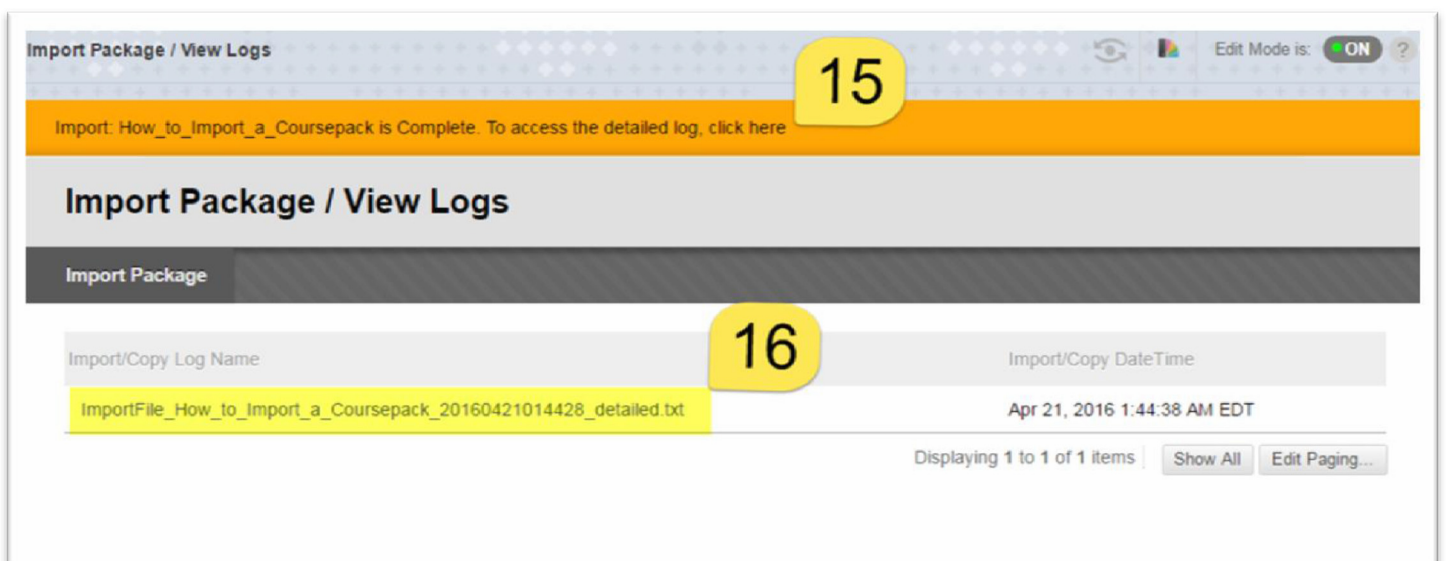 Import Package / View Logs
Edit Mode is: ON ?
15
Import: How_to_Import_a_Coursepack is Complete. To access the detailed log, click here
Import Package / View Logs
Import Package
16
Import/Copy Log Name Import/Copy DateTime
ImportFile_How_to_Import_a_Coursepack_20160421014428_detailed.txt Apr 21, 2016 1:44:38 AM EDT
Displaying 1 to 1 of 1 items Show All Edit Paging...